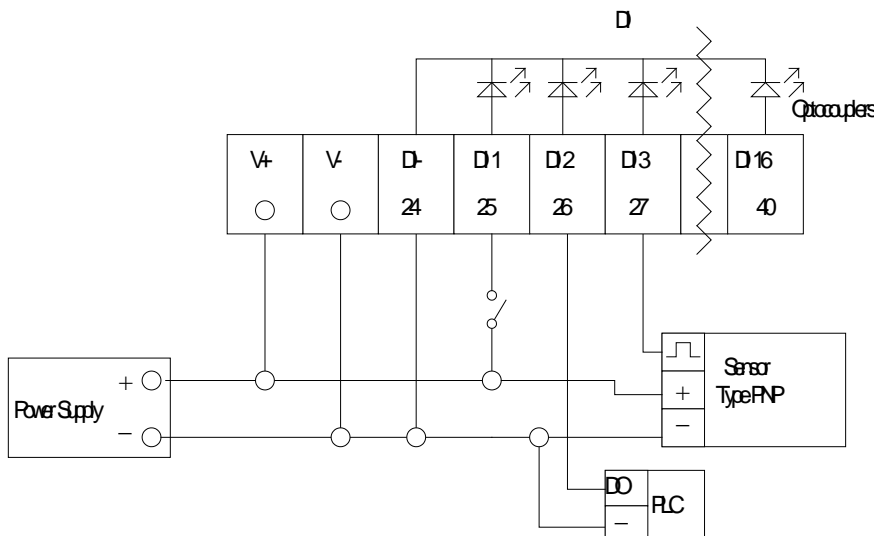 DI
Optocouplers
V+ V- DI- DI1 DI2 DI3 DI16
24 25 26 27 40
Sensor
Type PNP
+
−
Power Supply
+
−
DO
PLC
−